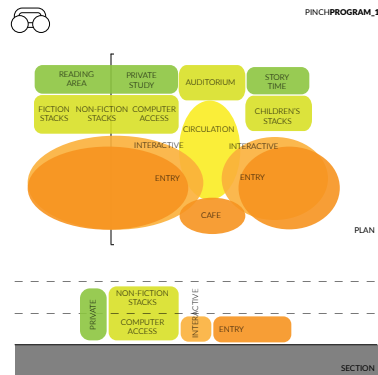 PINCHPROGRAM_1
READING
AREA
PRIVATE
STUDY
AUDITORIUM
STORY
TIME
FICTION
STACKS
NON-FICTION
STACKS
COMPUTER
ACCESS
CHILDREN'S
STACKS
CIRCULATION
INTERACTIVE
INTERACTIVE
ENTRY
ENTRY
CAFE
PLAN
PRIVATE
NON-FICTION
STACKS
COMPUTER
ACCESS
INTERACTIVE
ENTRY
SECTION